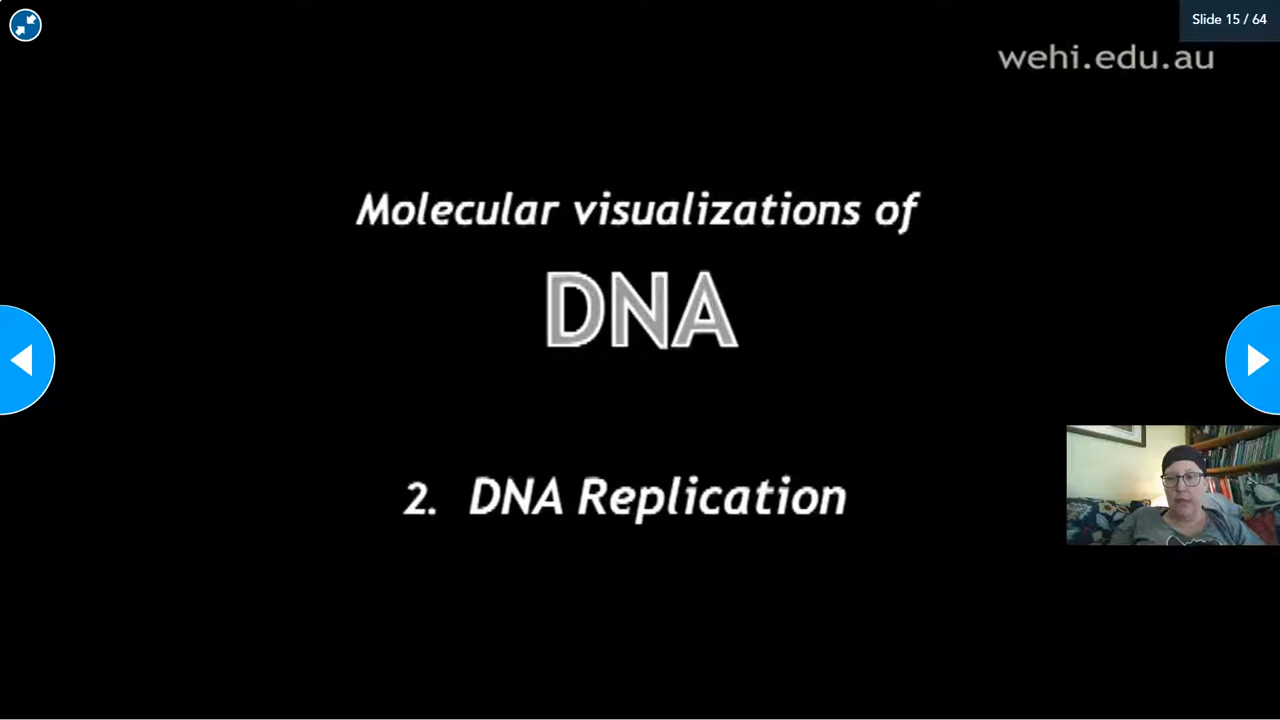 Slide 15 / 64
wehi.edu.au
Molecular visualizations of
DNA
2. DNA Replication